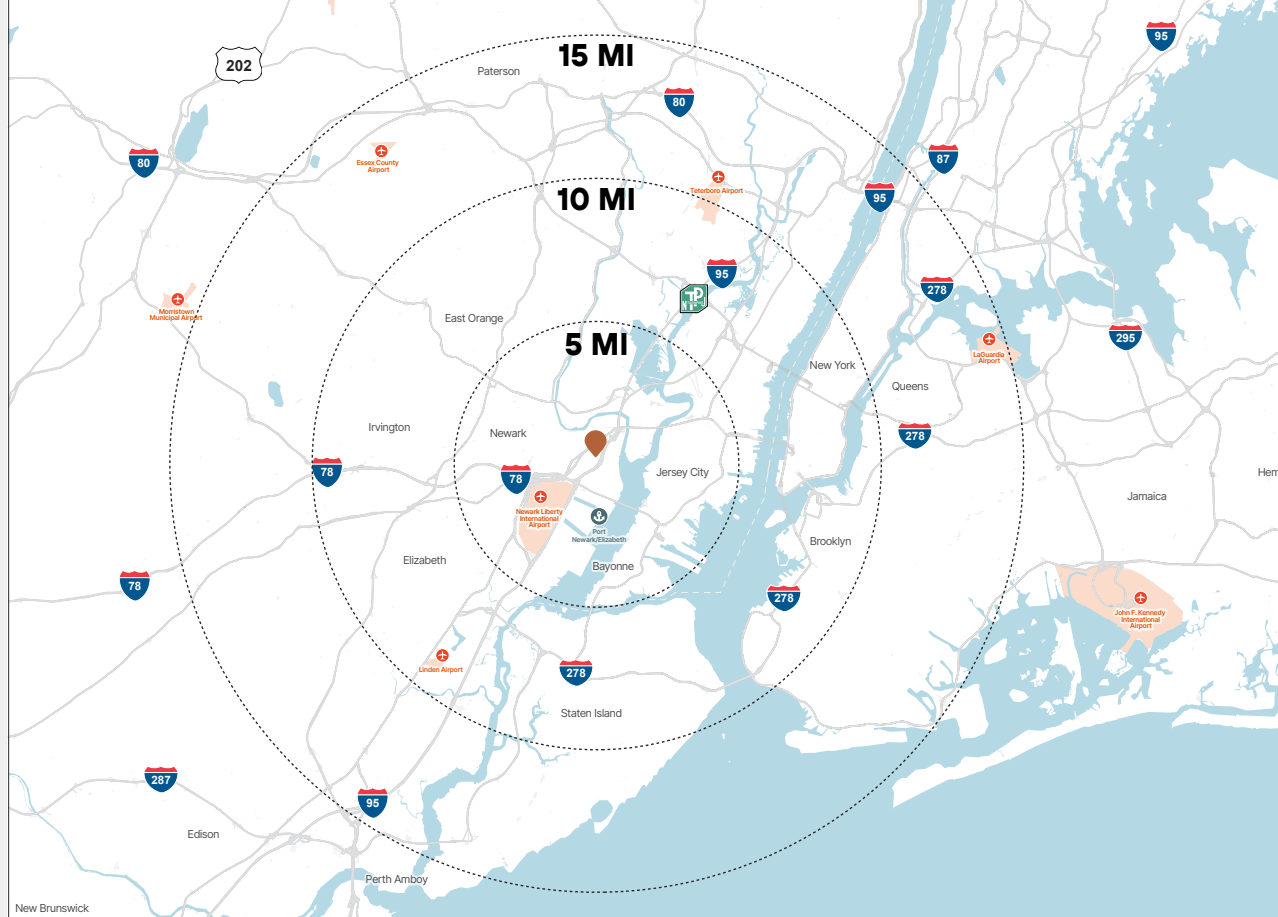 15 MI
202
Paterson
95
80
80
Essex County
Airport
87
Teterboro Airport
95
10 MI
95
278
Morristown
Municipal Airport
TP
East Orange
295
5 MI
LaGuardia
Airport
New York
Queens
Irvington
Newark
278
78
78
Jersey City
Hem
Jamaica
Newark Liberty
International
Airport
Port
Newark/Elizabeth
Brooklyn
Elizabeth
Bayonne
78
278
John F. Kennedy
International
Airport
Linden Airport
278
Staten Island
287
95
Edison
Perth Amboy
New Brunswick